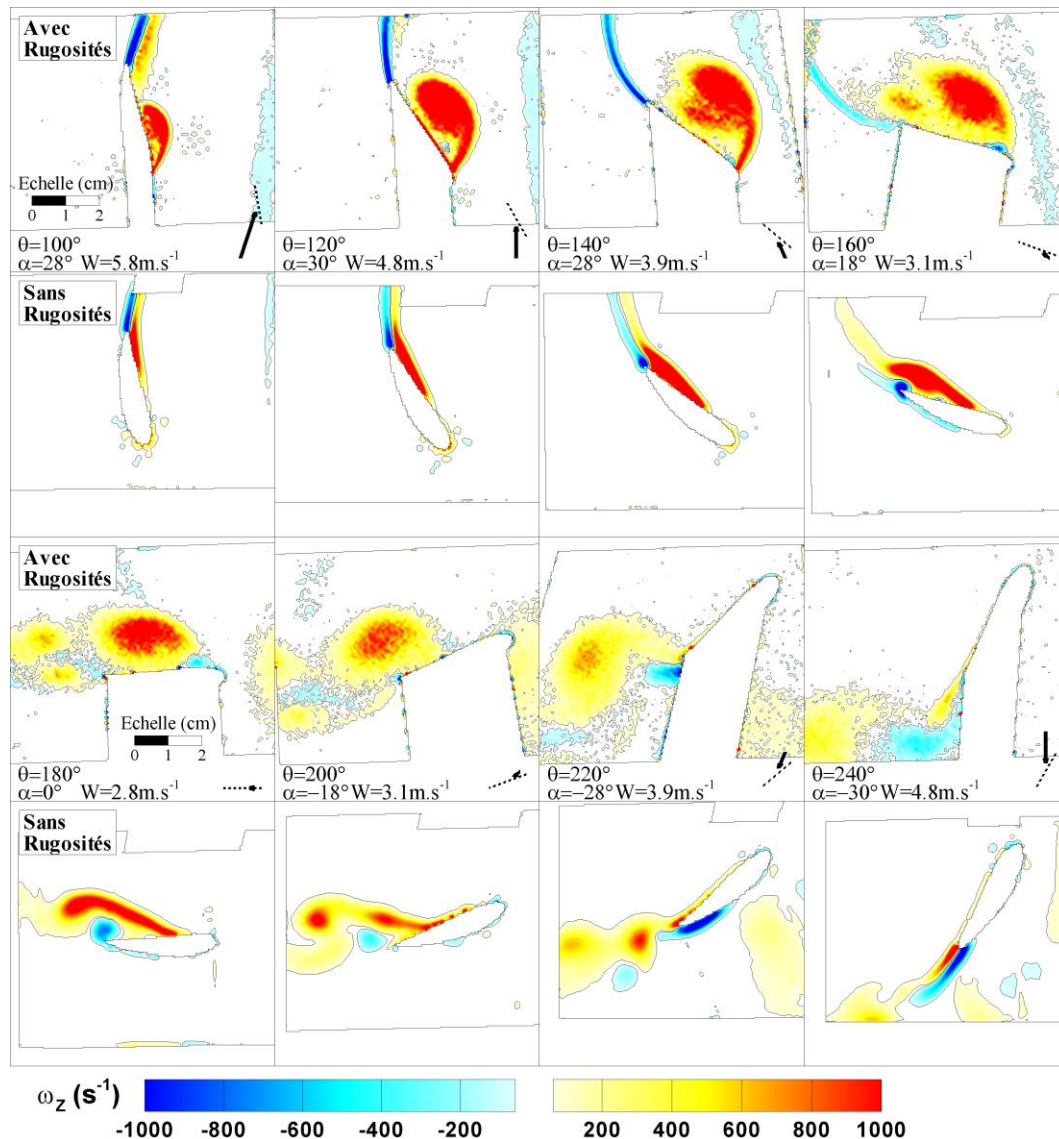 Avec
Rugosités
Echelle (cm)
0 1 2
θ=100°
α=28° W=5.8m.s⁻¹
θ=120°
α=30° W=4.8m.s⁻¹
θ=140°
α=28° W=3.9m.s⁻¹
θ=160°
α=18° W=3.1m.s⁻¹
Sans
Rugosités
Avec
Rugosités
Echelle (cm)
0 1 2
θ=180°
α=0° W=2.8m.s⁻¹
θ=200°
α=−18° W=3.1m.s⁻¹
θ=220°
α=−28° W=3.9m.s⁻¹
θ=240°
α=−30° W=4.8m.s⁻¹
Sans
Rugosités
ωz (s⁻¹)
-1000 -800 -600 -400 -200 200 400 600 800 1000